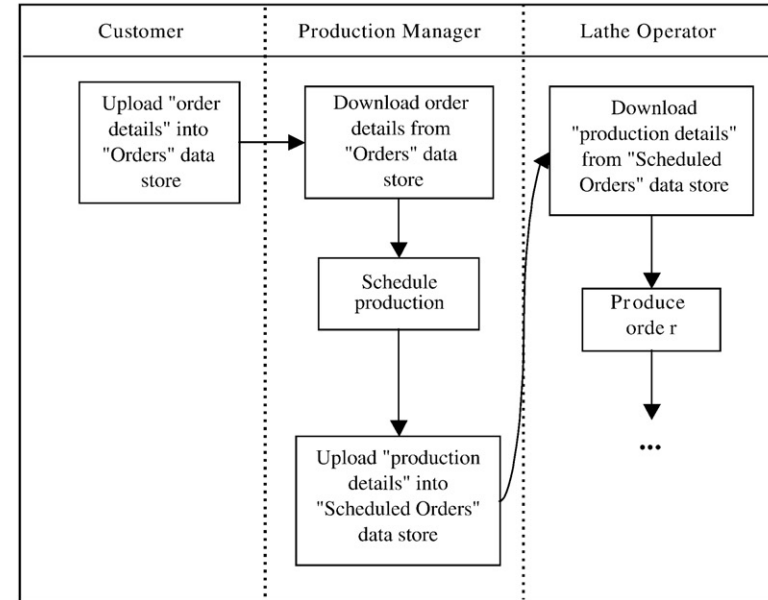 Customer
Production Manager
Lathe Operator
Upload "order
details" into
"Orders" data
store
Download order
details from
"Orders" data
store
Schedule
production
Upload "production
details" into
"Scheduled Orders"
data store
Download
"production details"
from "Scheduled
Orders" data store
Produce
orde r
...